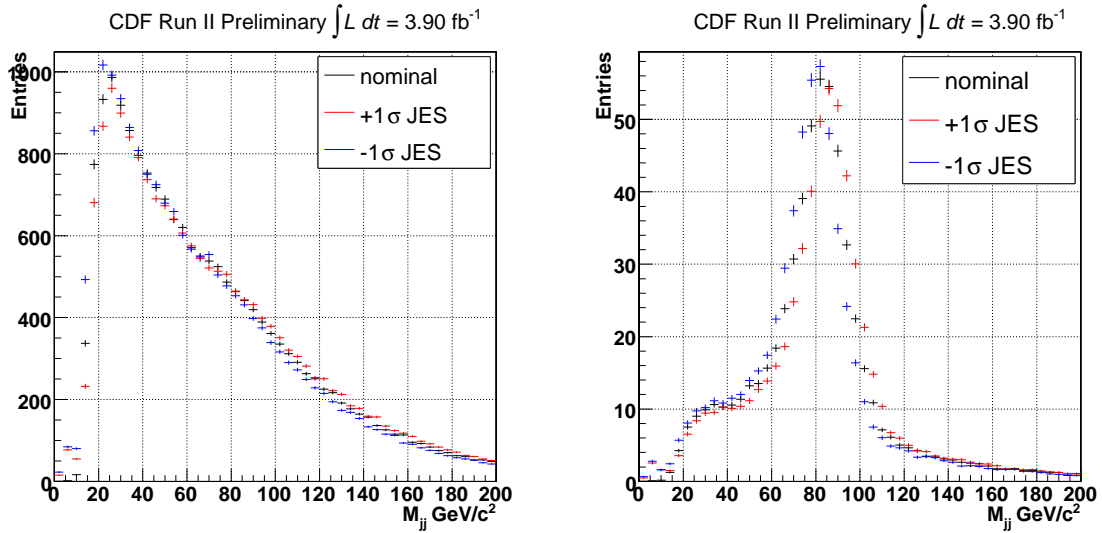 CDF Run II Preliminary ∫L dt = 3.90 fb⁻¹
Entries
1000
800
600
400
200
0
0 20 40 60 80 100 120 140 160 180 200
M_jj GeV/c²
nominal
+1σ JES
-1σ JES
CDF Run II Preliminary ∫L dt = 3.90 fb⁻¹
Entries
50
40
30
20
10
0
0 20 40 60 80 100 120 140 160 180 200
M_jj GeV/c²
nominal
+1σ JES
-1σ JES